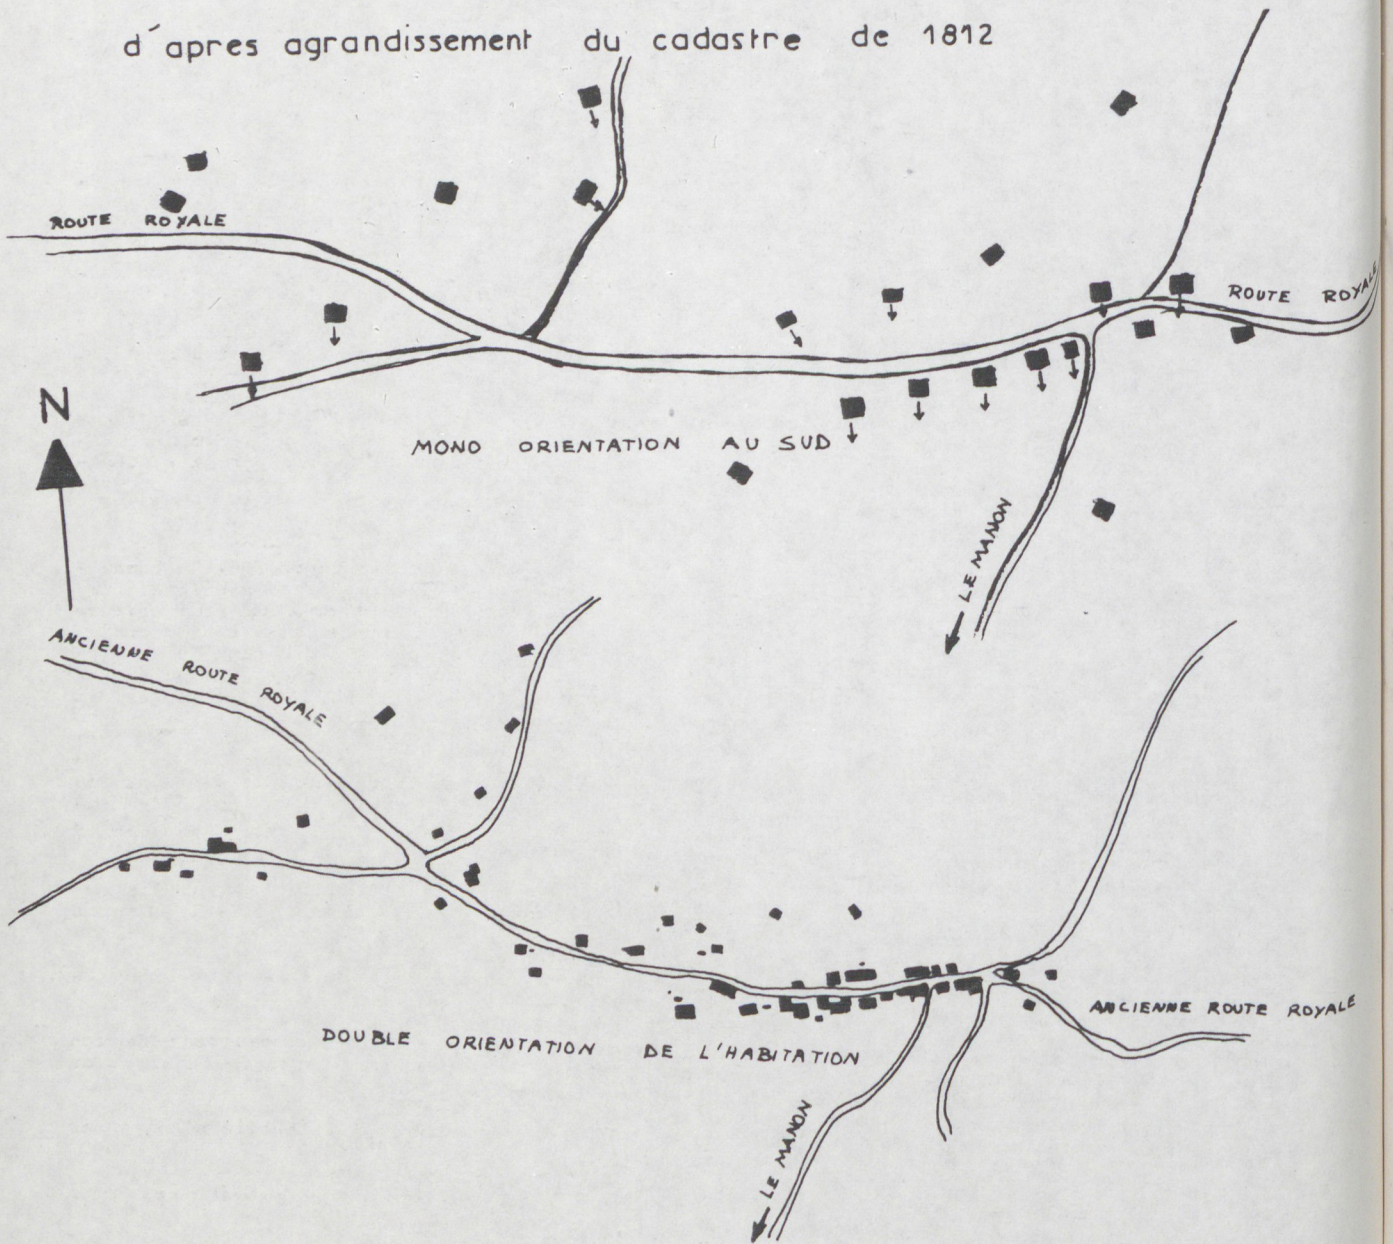 d'apres agrandissement du cadastre de 1812
ROUTE ROYALE
ROUTE ROYALE
N
MONO ORIENTATION AU SUD
LE MANON
ANCIENNE ROUTE ROYALE
ANCIENNE ROUTE ROYALE
DOUBLE ORIENTATION DE L'HABITATION
LE MANON